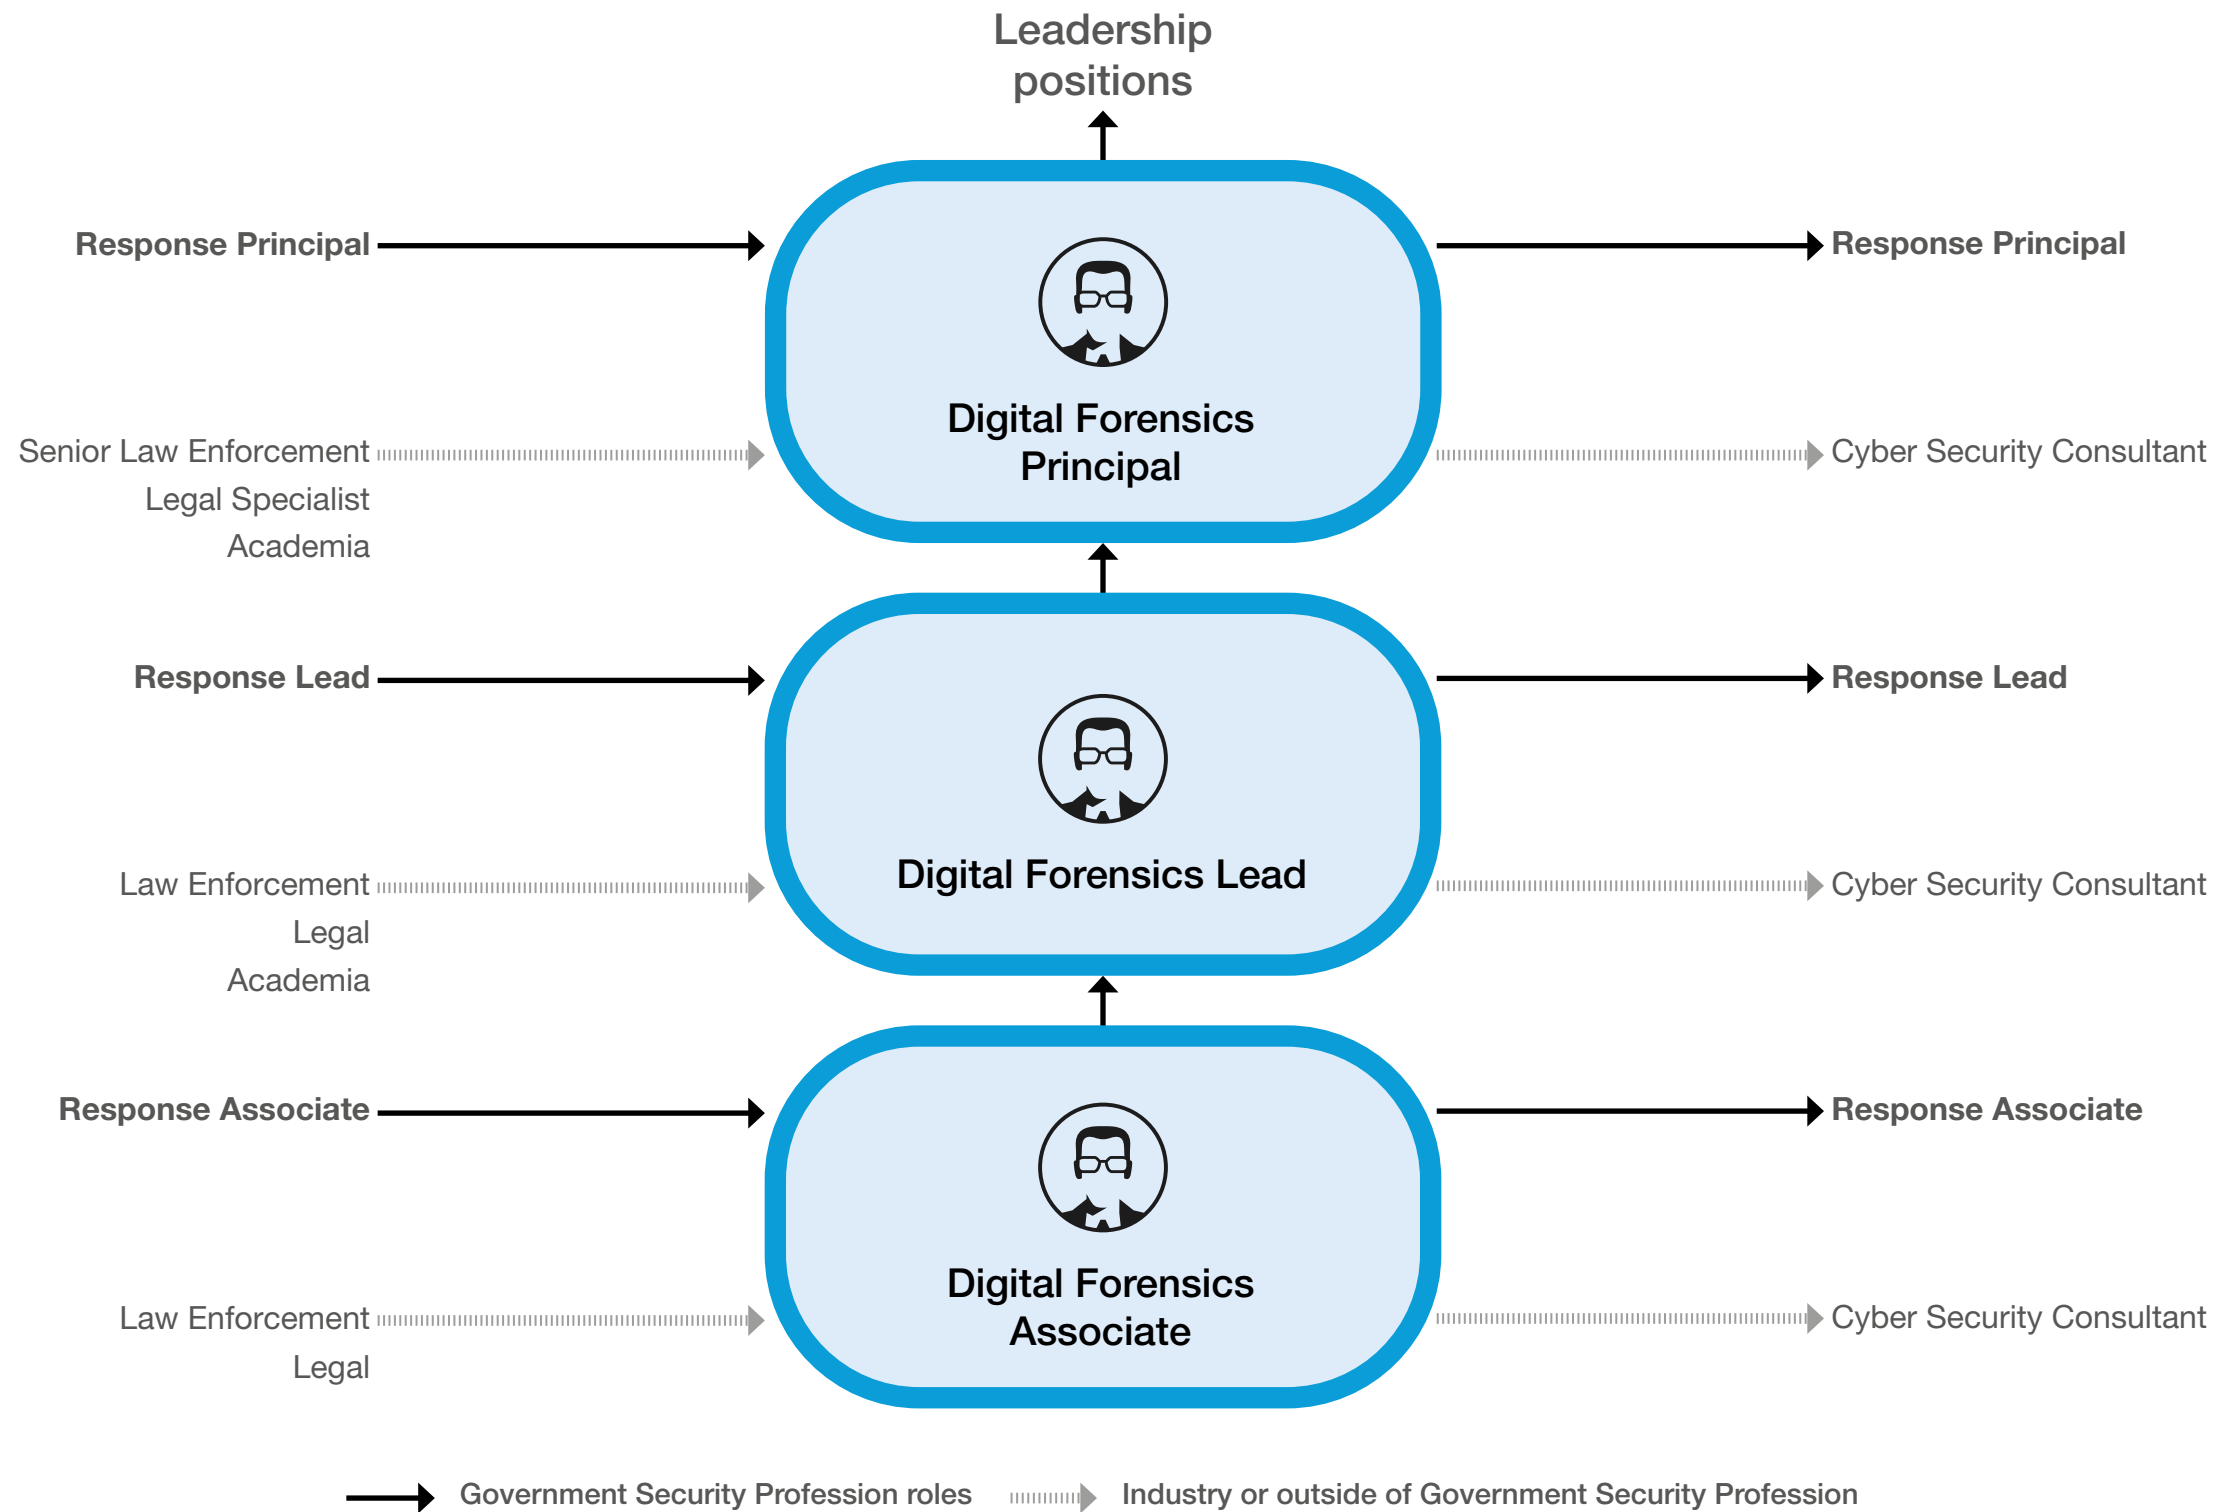 Leadership
positions
Response Principal
Response Principal
Digital Forensics
Principal
Senior Law Enforcement
Legal Specialist
Academia
Cyber Security Consultant
Response Lead
Response Lead
Digital Forensics Lead
Law Enforcement
Legal
Academia
Cyber Security Consultant
Response Associate
Response Associate
Digital Forensics
Associate
Law Enforcement
Legal
Cyber Security Consultant
Government Security Profession roles
Industry or outside of Government Security Profession